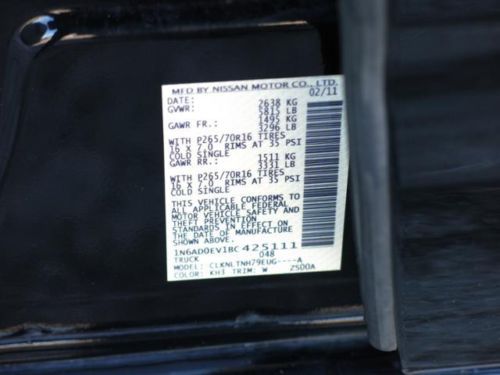 MFD BY NISSAN MOTOR CO., LTD.
DATE: 02/11
GVWR: 2638 KG
5815 LB
GAWR FR.: 1495 KG
3296 LB
WITH P265/70R16 TIRES
16 X 7.0 RIMS AT 35 PSI
COLD SINGLE
GAWR RR.: 1511 KG
3331 LB
WITH P265/70R16 TIRES
16 X 7.0 RIMS AT 35 PSI
COLD SINGLE
THIS VEHICLE CONFORMS TO
ALL APPLICABLE FEDERAL
MOTOR VEHICLE SAFETY AND
THEFT PREVENTION
STANDARDS IN EFFECT ON
THE DATE OF MANUFACTURE
1N6AD0EV1BC425111
TRUCK 048
MODEL: CLKNLTNH79EUG----A
COLOR: KH3 TRIM: W Z500A